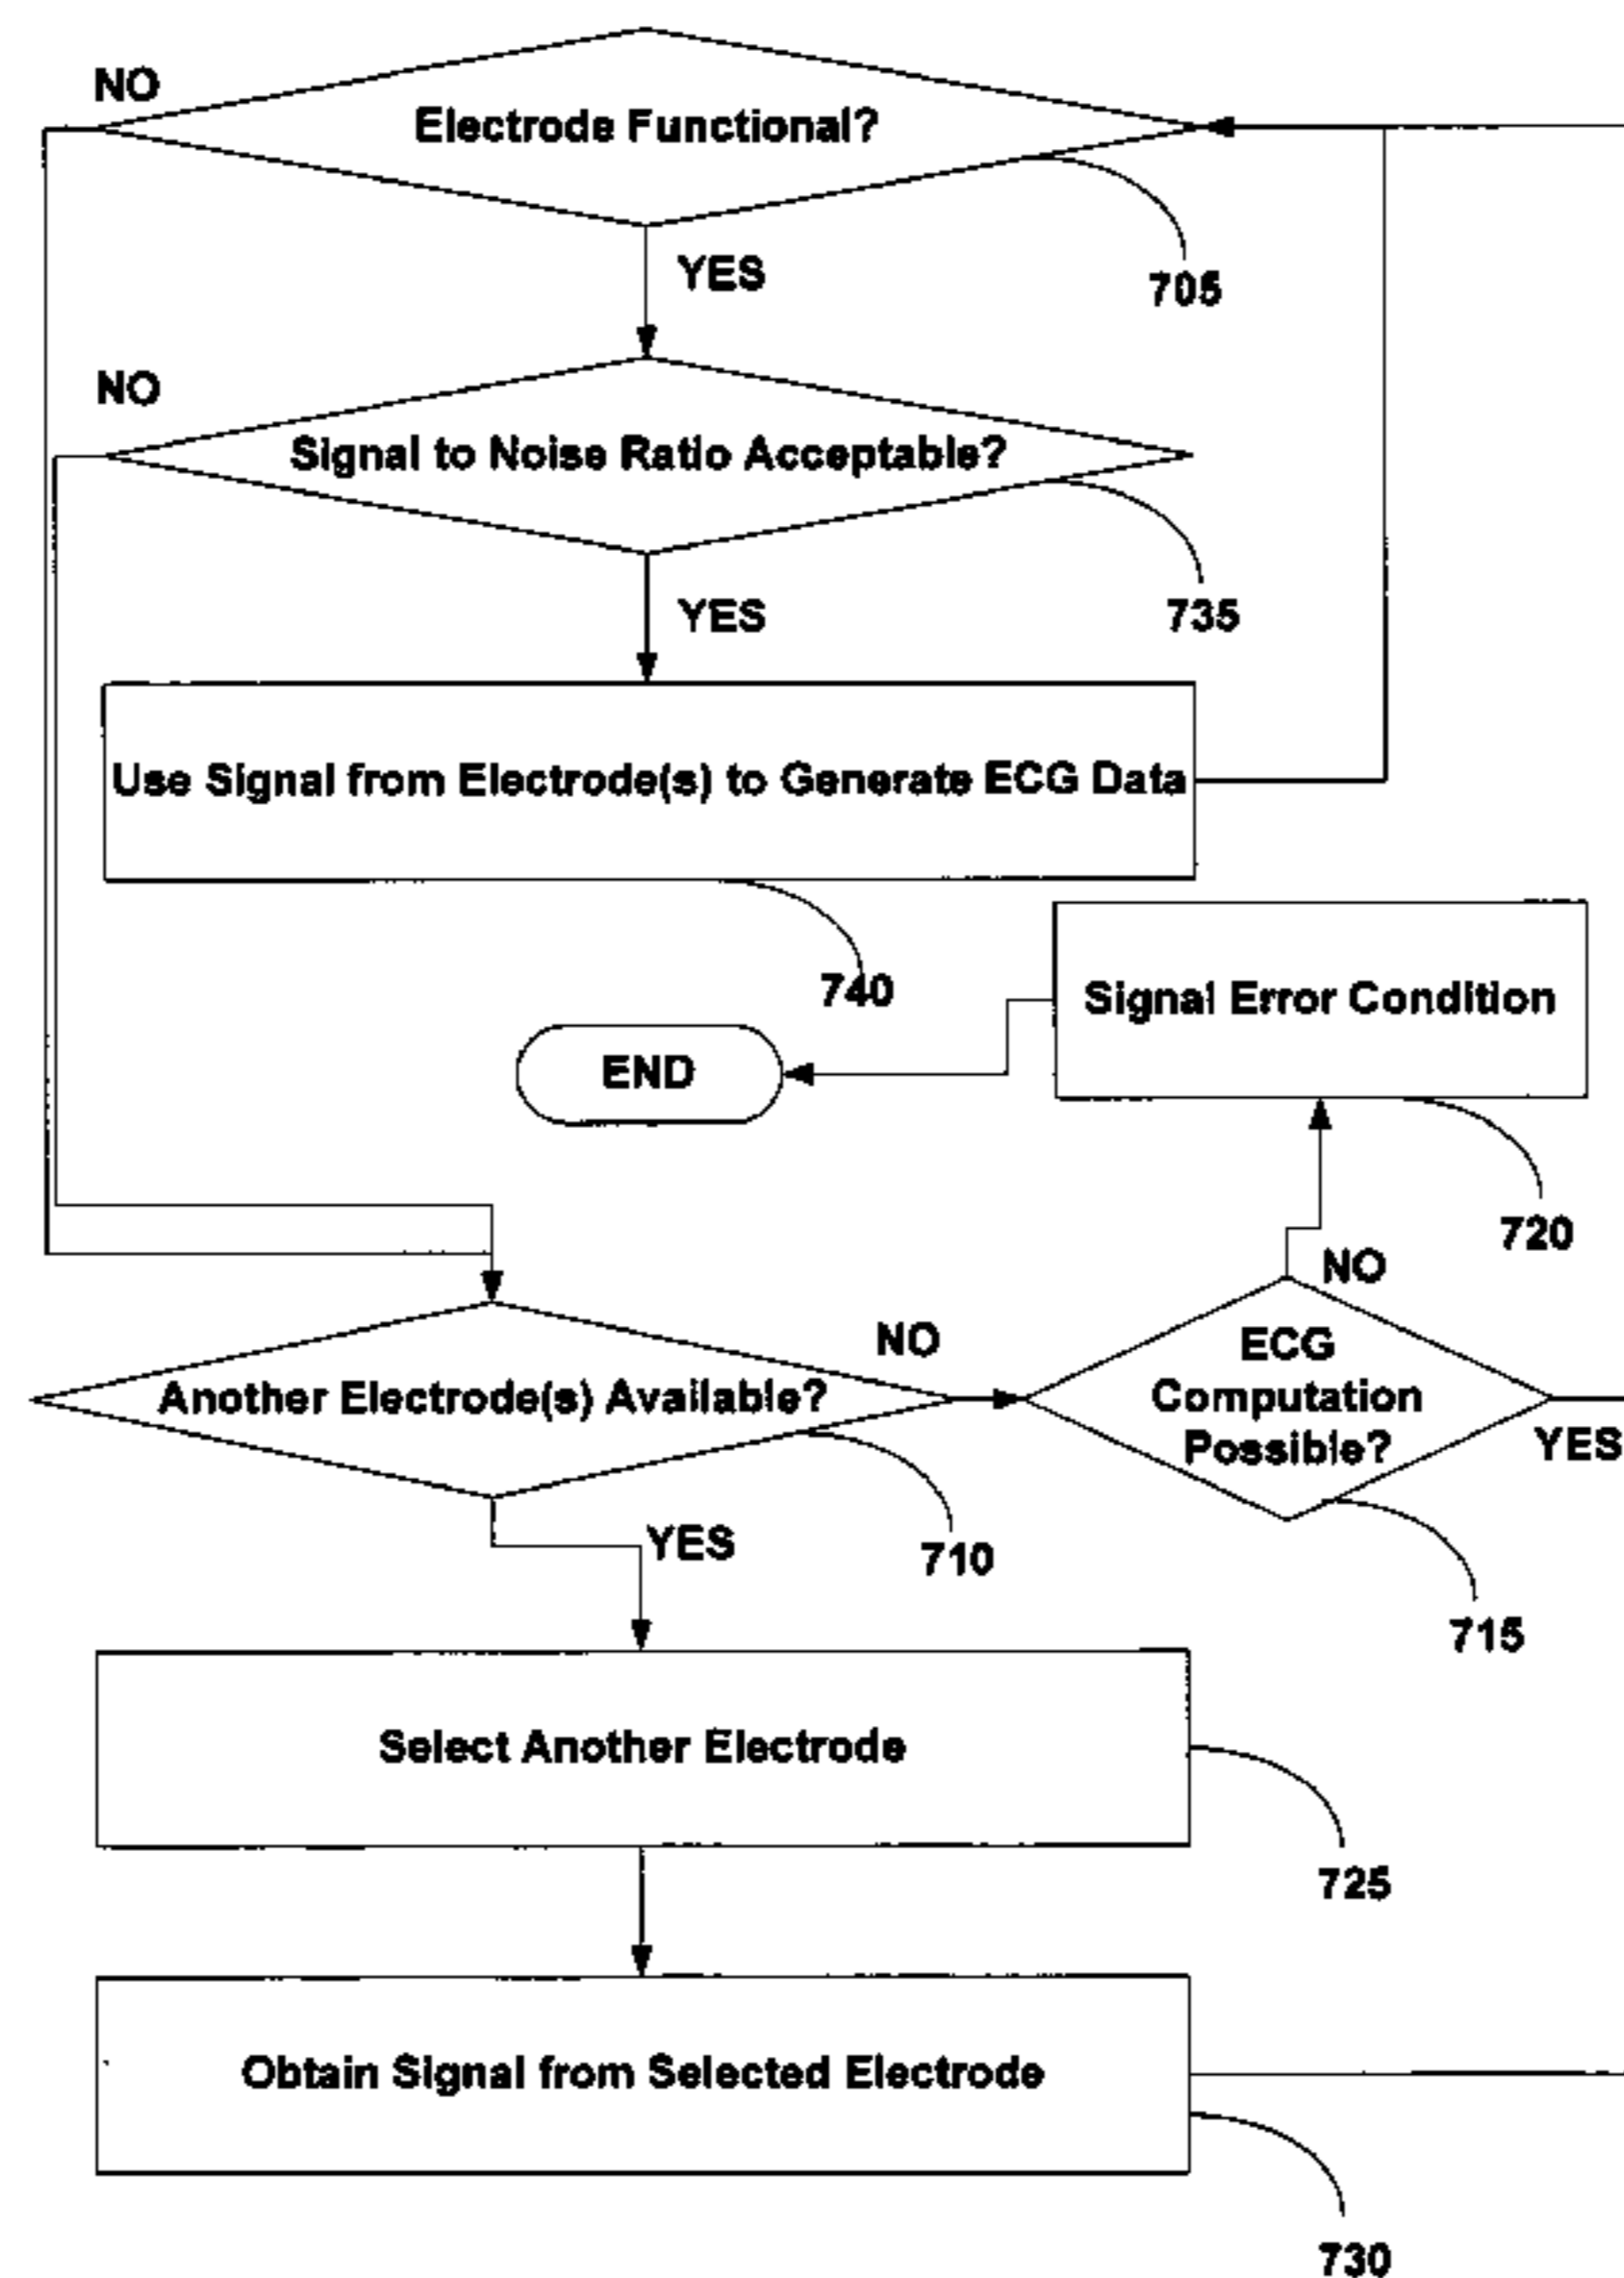 NO
Electrode Functional?
705
YES
NO
Signal to Noise Ratio Acceptable?
735
YES
Use Signal from Electrode(s) to Generate ECG Data
740
Signal Error Condition
END
720
NO
NO
Another Electrode(s) Available?
ECG
Computation
Possible?
YES
710
YES
715
Select Another Electrode
725
Obtain Signal from Selected Electrode
730